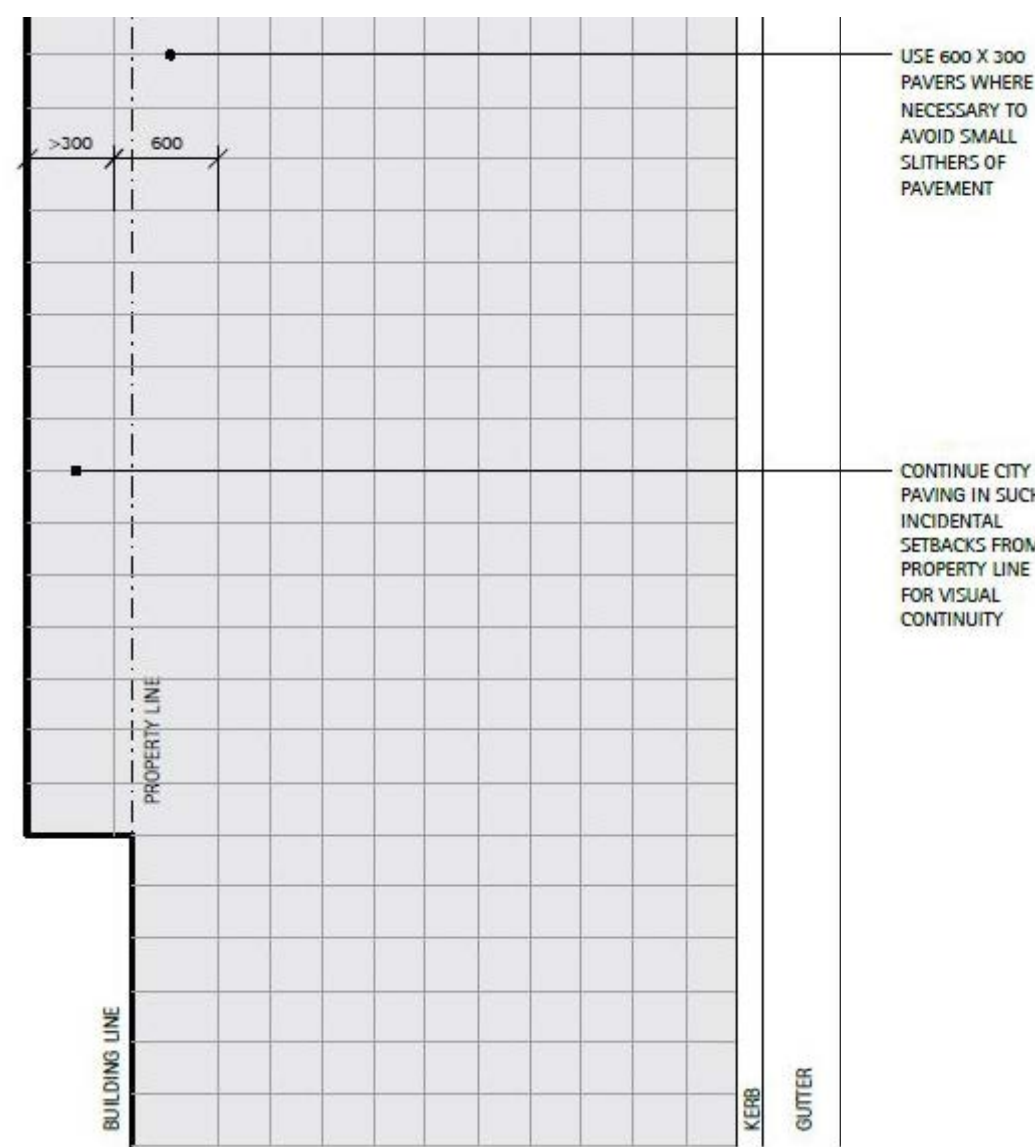 USE 600 X 300
PAVERS WHERE
NECESSARY TO
AVOID SMALL
SLITHERS OF
PAVEMENT
>300
600
CONTINUE CITY
PAVING IN SUCH
INCIDENTAL
SETBACKS FROM
PROPERTY LINE
FOR VISUAL
CONTINUITY
PROPERTY LINE
BUILDING LINE
KERB
GUTTER